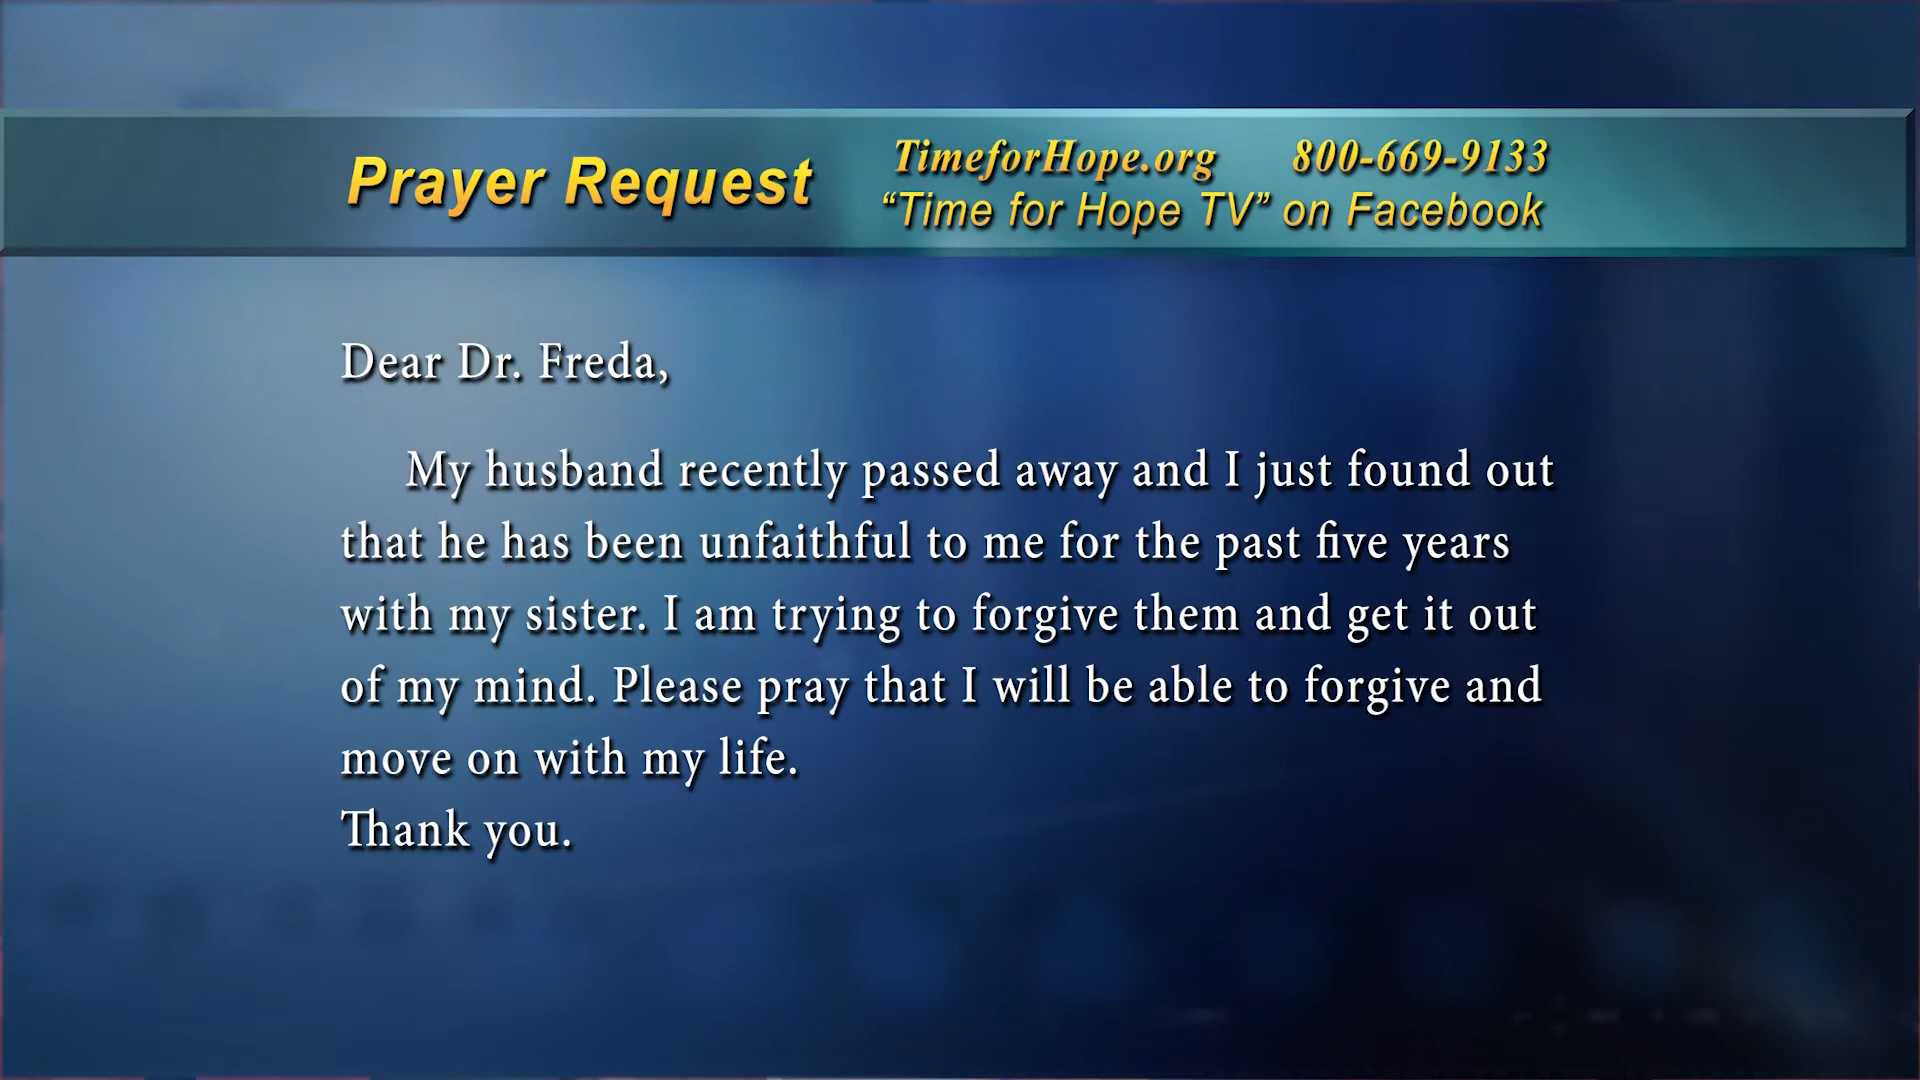 Prayer Request
TimeforHope.org 800-669-9133
“Time for Hope TV” on Facebook
Dear Dr. Freda,
My husband recently passed away and I just found out
that he has been unfaithful to me for the past five years
with my sister. I am trying to forgive them and get it out
of my mind. Please pray that I will be able to forgive and
move on with my life.
Thank you.